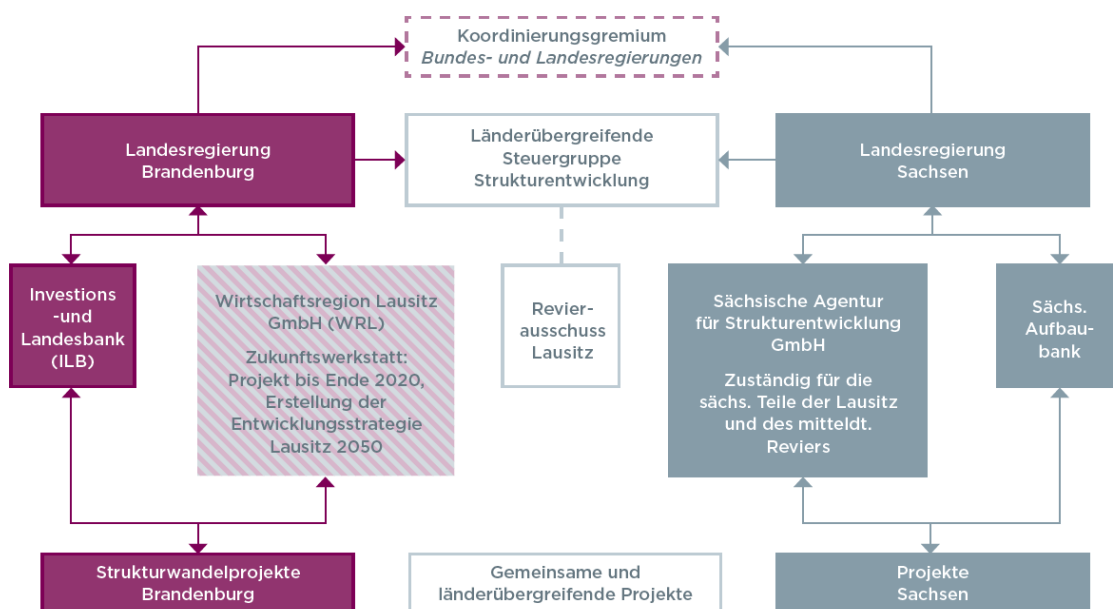 Koordinierungsgremium
Bundes- und Landesregierungen
Landesregierung
Brandenburg
Länderübergreifende
Steuergruppe
Strukturentwicklung
Landesregierung
Sachsen
Investions
-und
Landesbank
(ILB)
Wirtschaftsregion Lausitz
GmbH (WRL)
Zukunftswerkstatt:
Projekt bis Ende 2020,
Erstellung der
Entwicklungsstrategie
Lausitz 2050
Revier-
ausschuss
Lausitz
Sächsische Agentur
für Strukturentwicklung
GmbH
Zuständig für die
sächs. Teile der Lausitz
und des mitteldt.
Reviers
Sächs.
Aufbau-
bank
Strukturwandelprojekte
Brandenburg
Gemeinsame und
länderübergreifende Projekte
Projekte
Sachsen